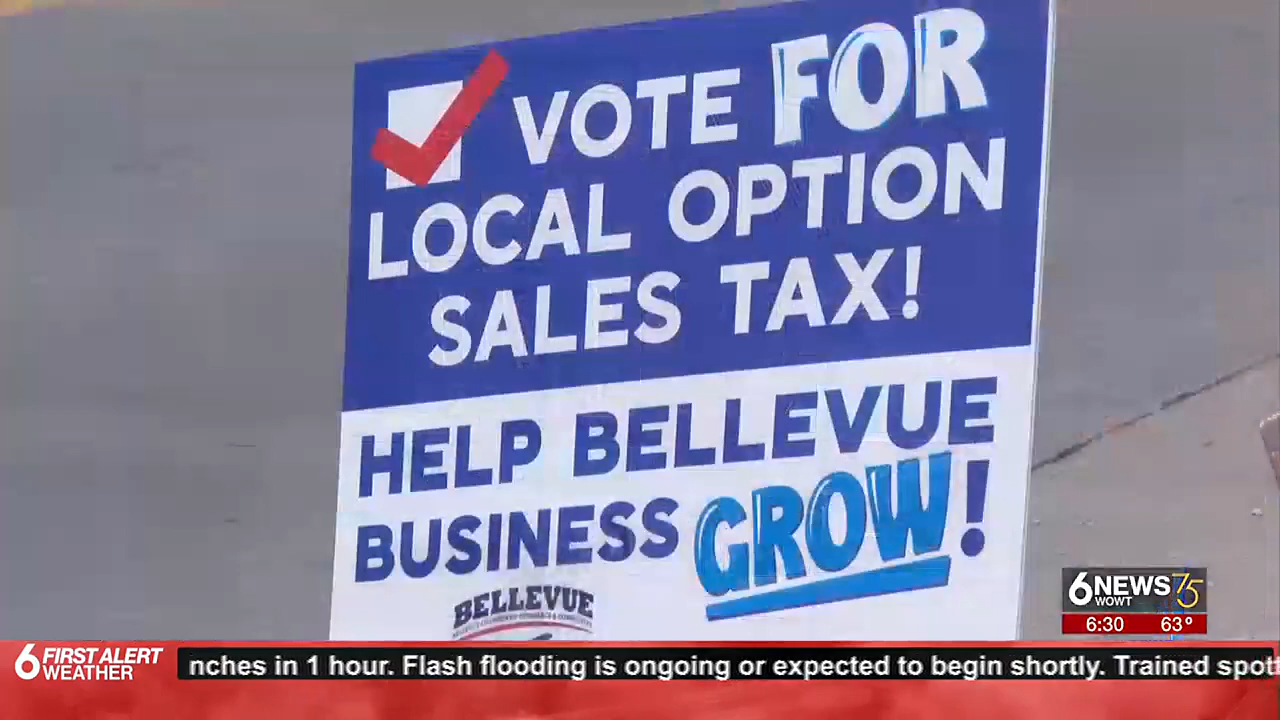 VOTE FOR
LOCAL OPTION
SALES TAX!
HELP BELLEVUE
BUSINESS GROW!
BELLEVUE
6 NEWS 75
WOWT
6:30 63°
6 FIRST ALERT
WEATHER
nches in 1 hour. Flash flooding is ongoing or expected to begin shortly. Trained spott